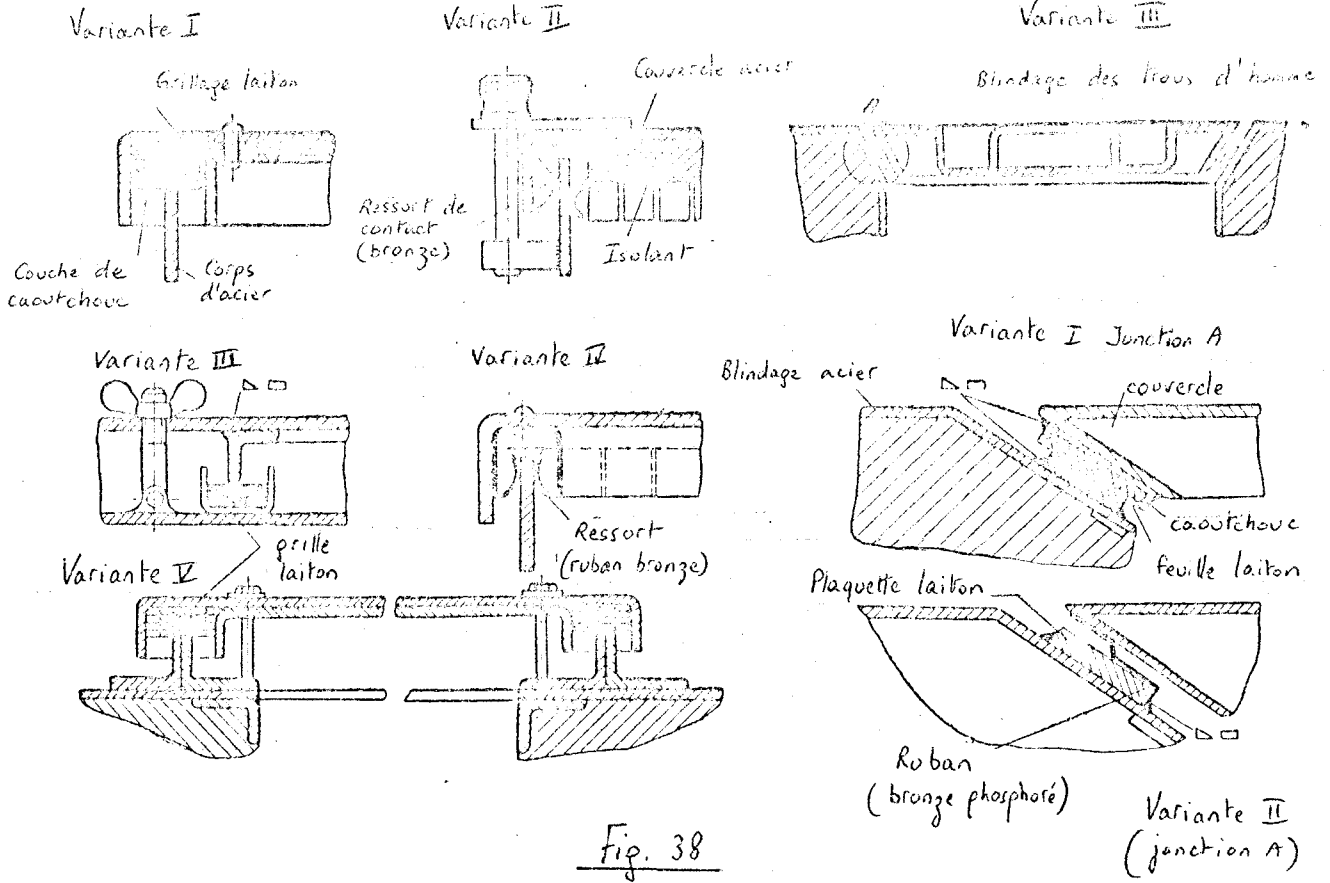 Variante I
Variante II
Variante III
Grillage laiton
Couvercle acier
Blindage des trous d'homme
A
Ressort de
contact
(bronze)
Isolant
Couche de
caoutchouc
Corps
d'acier
Variante III
Variante IV
Variante I Junction A
Blindage acier
couvercle
caoutchouc
feuille laiton
grille
laiton
Ressort
(ruban bronze)
Variante V
Plaquette laiton
Ruban
(bronze phosphoré)
Variante II
(jonction A)
Fig. 38